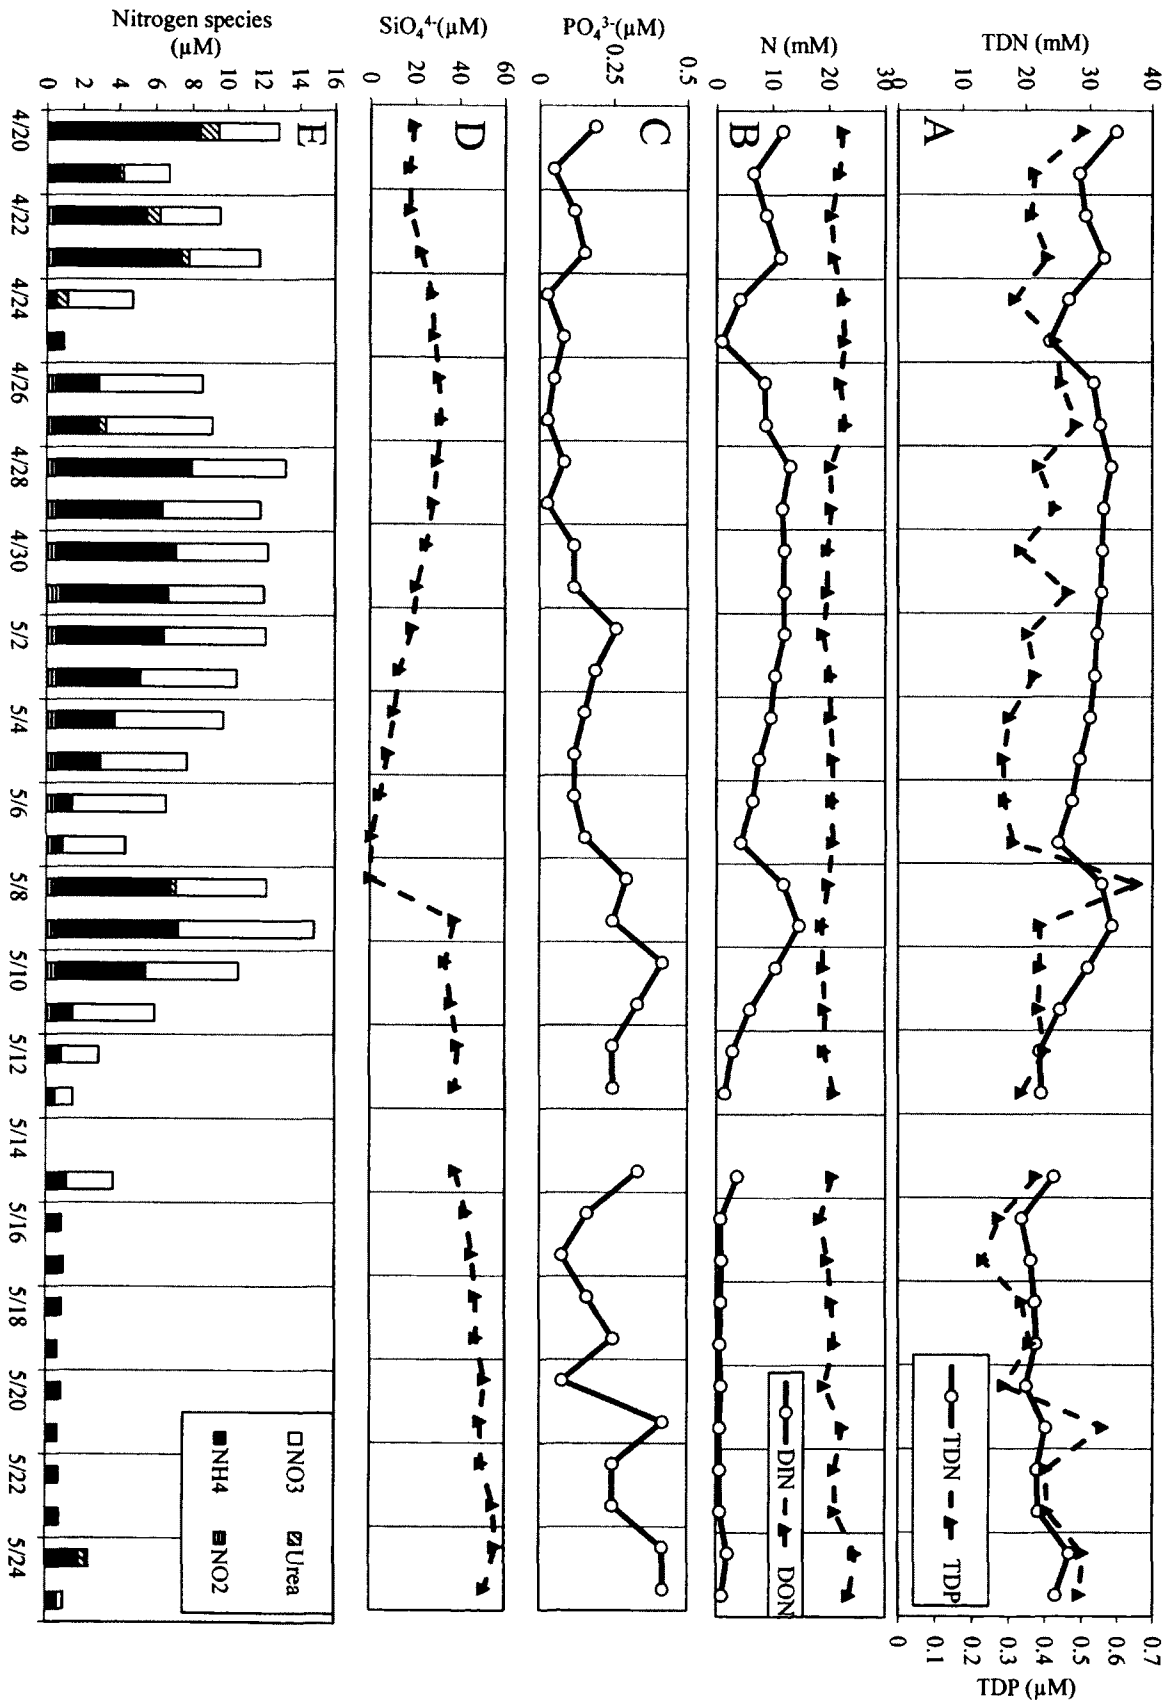 TDN (mM)
0
10
20
30
40
A
TDN
TDP
0
0.1
0.2
0.3
0.4
0.5
0.6
0.7
TDP (µM)
N (mM)
0
10
20
30
B
DIN
DON
PO₄³⁻(µM)
0
0.25
0.5
C
SiO₄⁴⁻(µM)
0
20
40
60
D
Nitrogen species
(µM)
0
2
4
6
8
10
12
14
16
E
NO3
Urea
NH4
NO2
4/20
4/22
4/24
4/26
4/28
4/30
5/2
5/4
5/6
5/8
5/10
5/12
5/14
5/16
5/18
5/20
5/22
5/24